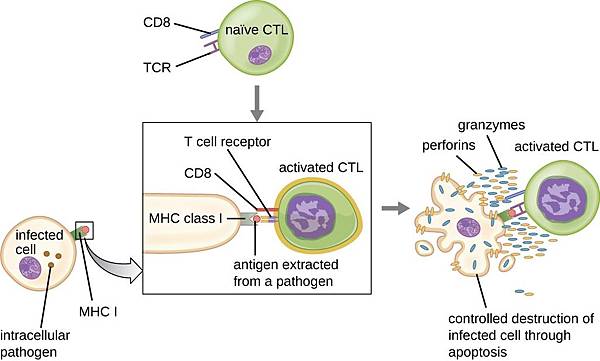 CD8
naïve CTL
TCR
T cell receptor
CD8
activated CTL
MHC class I
antigen extracted
from a pathogen
infected
cell
MHC I
intracellular
pathogen
granzymes
perforins
activated CTL
controlled destruction of
infected cell through
apoptosis